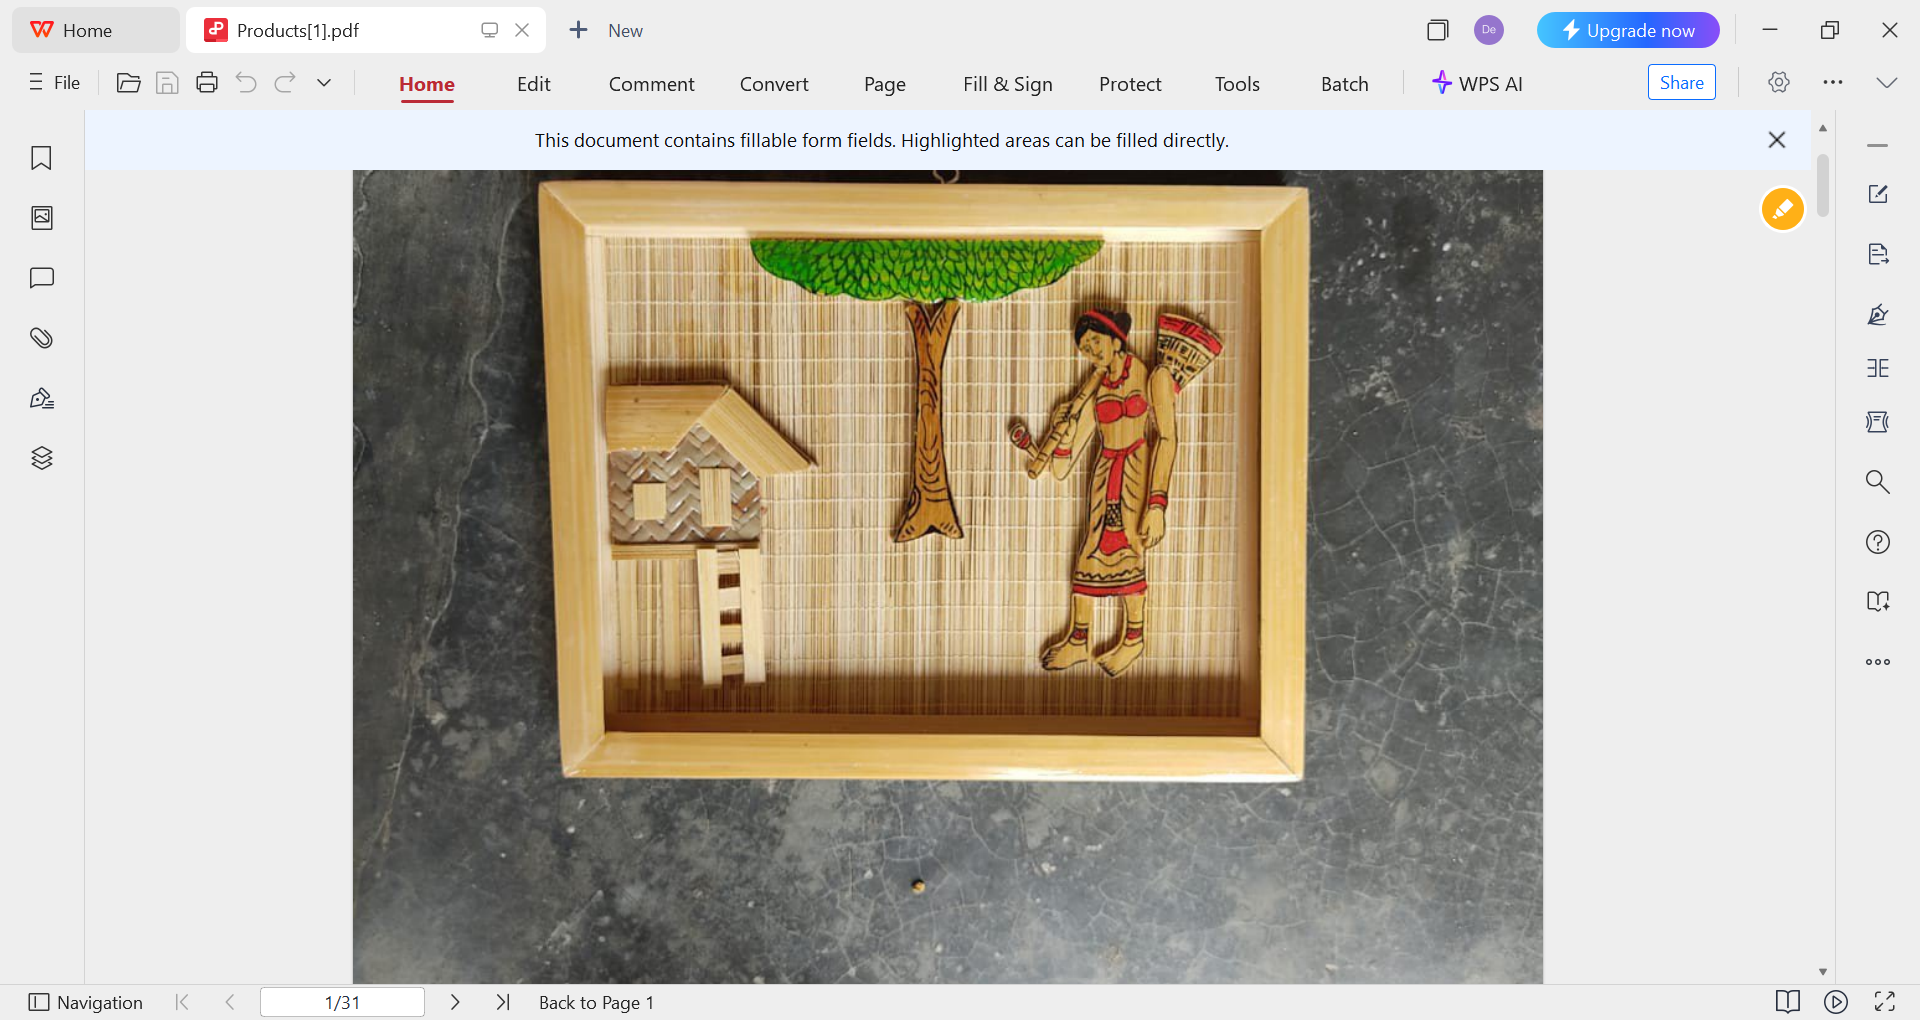 Home
Products[1].pdf
New
De
Upgrade now
File
Home
Edit
Comment
Convert
Page
Fill & Sign
Protect
Tools
Batch
WPS AI
Share
This document contains fillable form fields. Highlighted areas can be filled directly.
Navigation
1/31
Back to Page 1